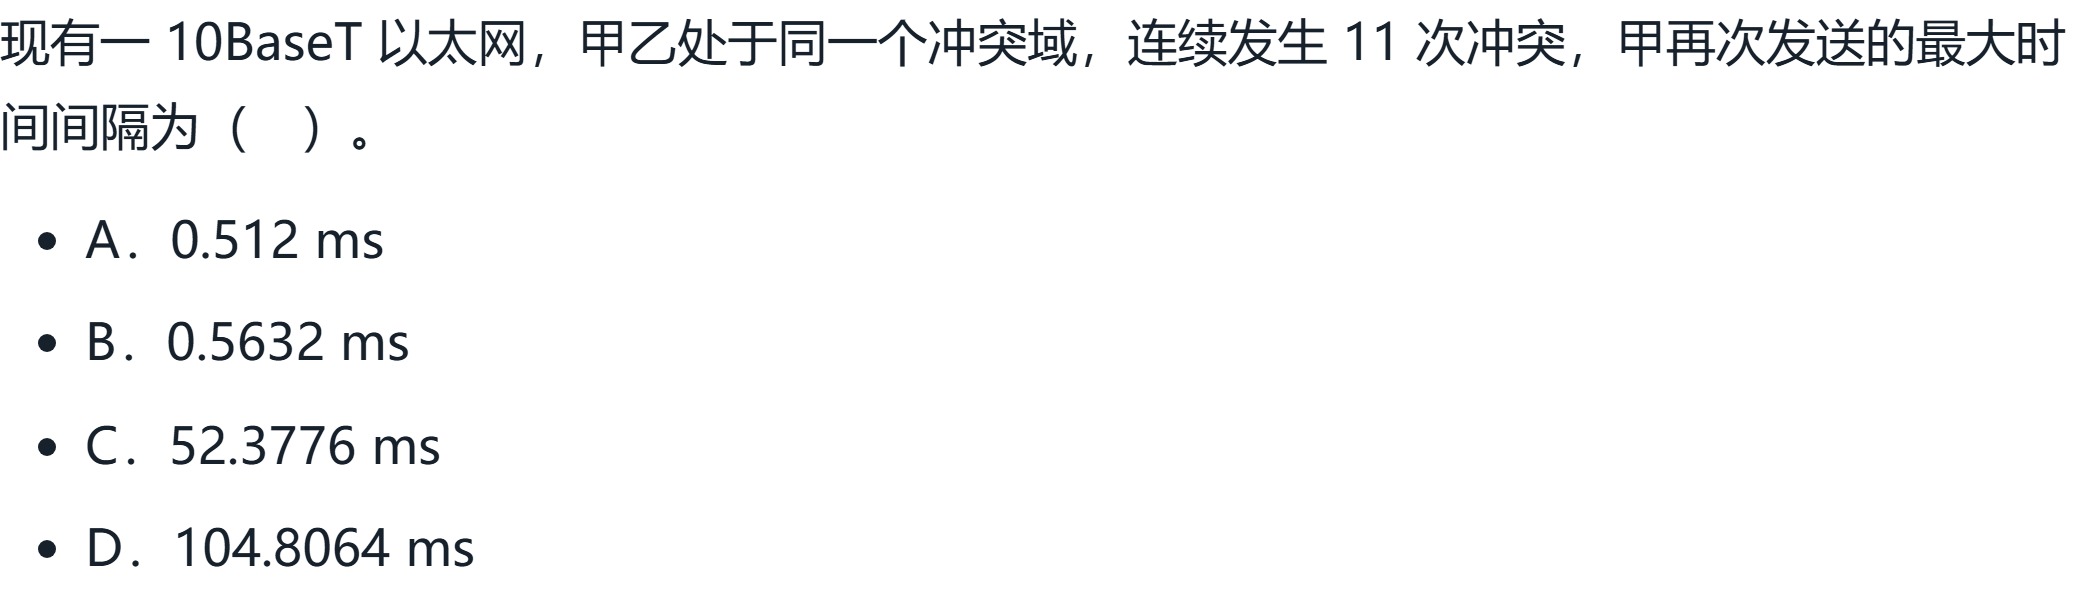 现有一 10BaseT 以太网，甲乙处于同一个冲突域，连续发生 11 次冲突，甲再次发送的最大时
间间隔为（　）。
• A．0.512 ms
• B．0.5632 ms
• C．52.3776 ms
• D．104.8064 ms